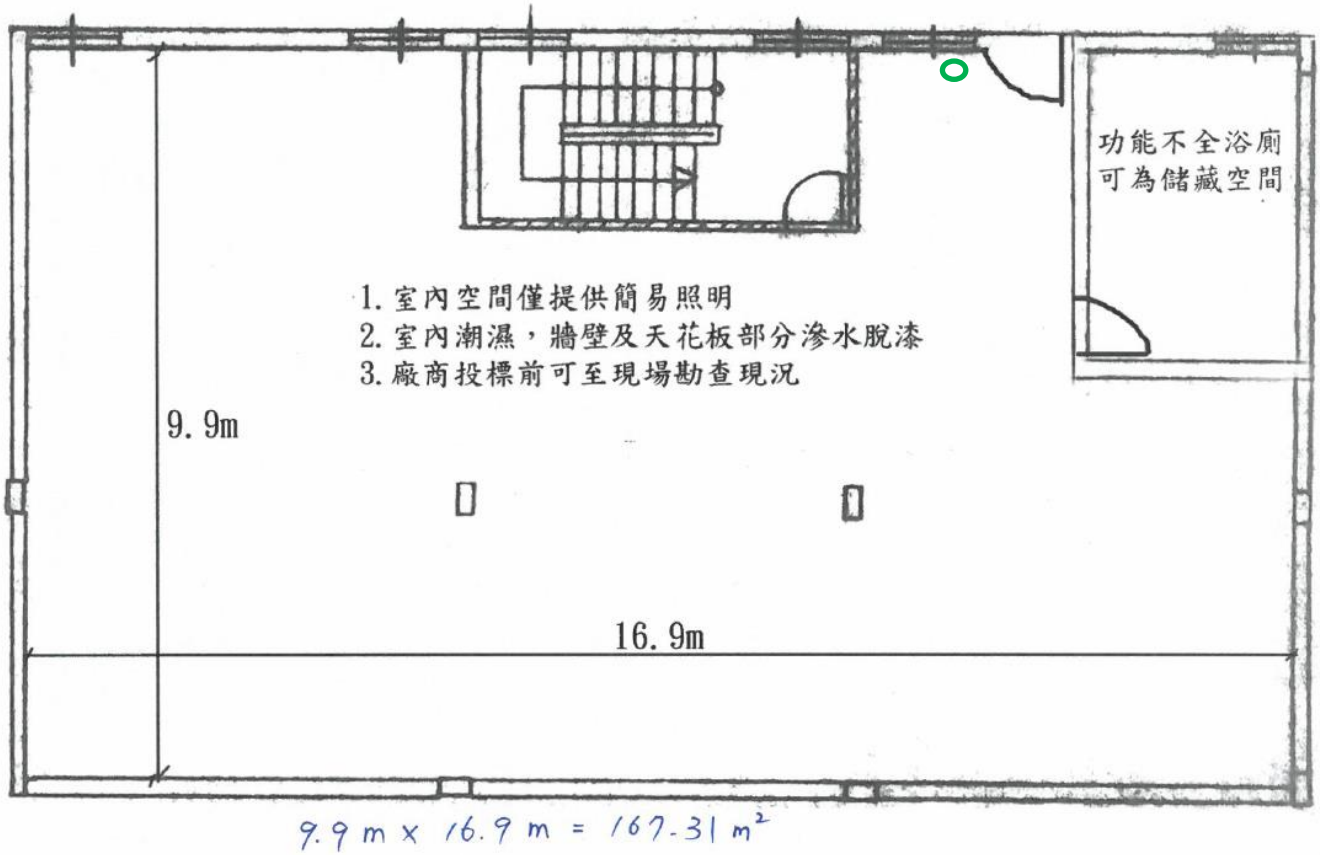 功能不全浴廁
可為儲藏空間
1. 室內空間僅提供簡易照明
2. 室內潮濕，牆壁及天花板部分滲水脫漆
3. 廠商投標前可至現場勘查現況
9.9m
16.9m
9.9 m × 16.9 m = 167.31 m²